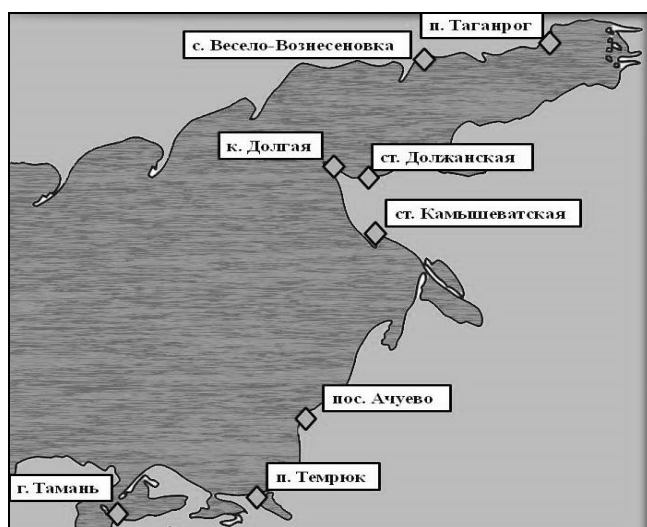 п. Таганрог
с. Весело-Вознесеновка
к. Долгая
ст. Должанская
ст. Камышеватская
пос. Ачуево
п. Темрюк
г. Тамань